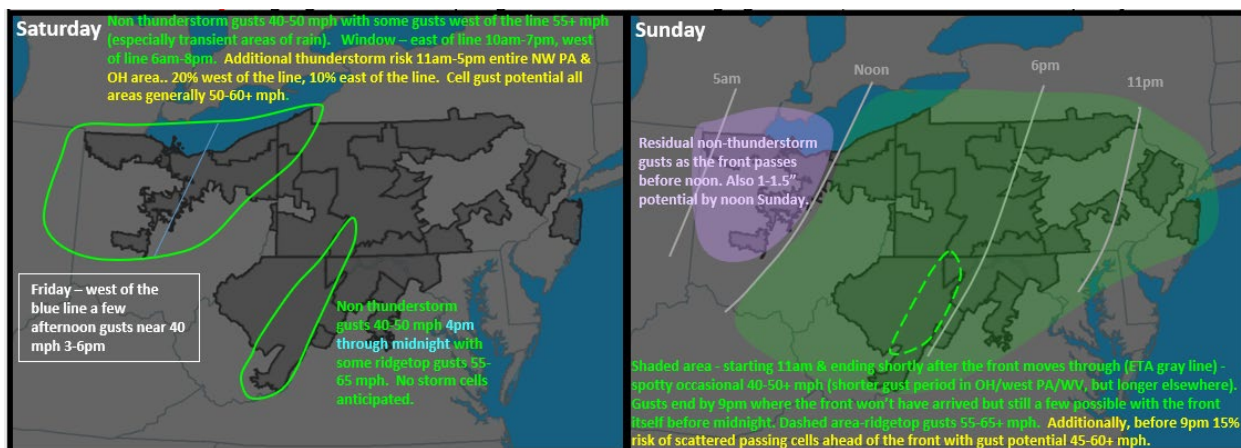 Saturday
Non thunderstorm gusts 40-50 mph with some gusts west of the line 55+ mph
(especially transient areas of rain). Window – east of line 10am-7pm, west
of line 6am-8pm. Additional thunderstorm risk 11am-5pm entire NW PA &
OH area.. 20% west of the line, 10% east of the line. Cell gust potential all
areas generally 50-60+ mph.
Friday – west of the
blue line a few
afternoon gusts near 40
mph 3-6pm
Non thunderstorm
gusts 40-50 mph 4pm
through midnight with
some ridgetop gusts 55-
65 mph. No storm cells
anticipated.
Sunday
5am
Noon
6pm
11pm
Residual non-thunderstorm
gusts as the front passes
before noon. Also 1-1.5”
potential by noon Sunday.
Shaded area - starting 11am & ending shortly after the front moves through (ETA gray line) -
spotty occasional 40-50+ mph (shorter gust period in OH/west PA/WV, but longer elsewhere).
Gusts end by 9pm where the front won’t have arrived but still a few possible with the front
itself before midnight. Dashed area-ridgetop gusts 55-65+ mph. Additionally, before 9pm 15%
risk of scattered passing cells ahead of the front with gust potential 45-60+ mph.